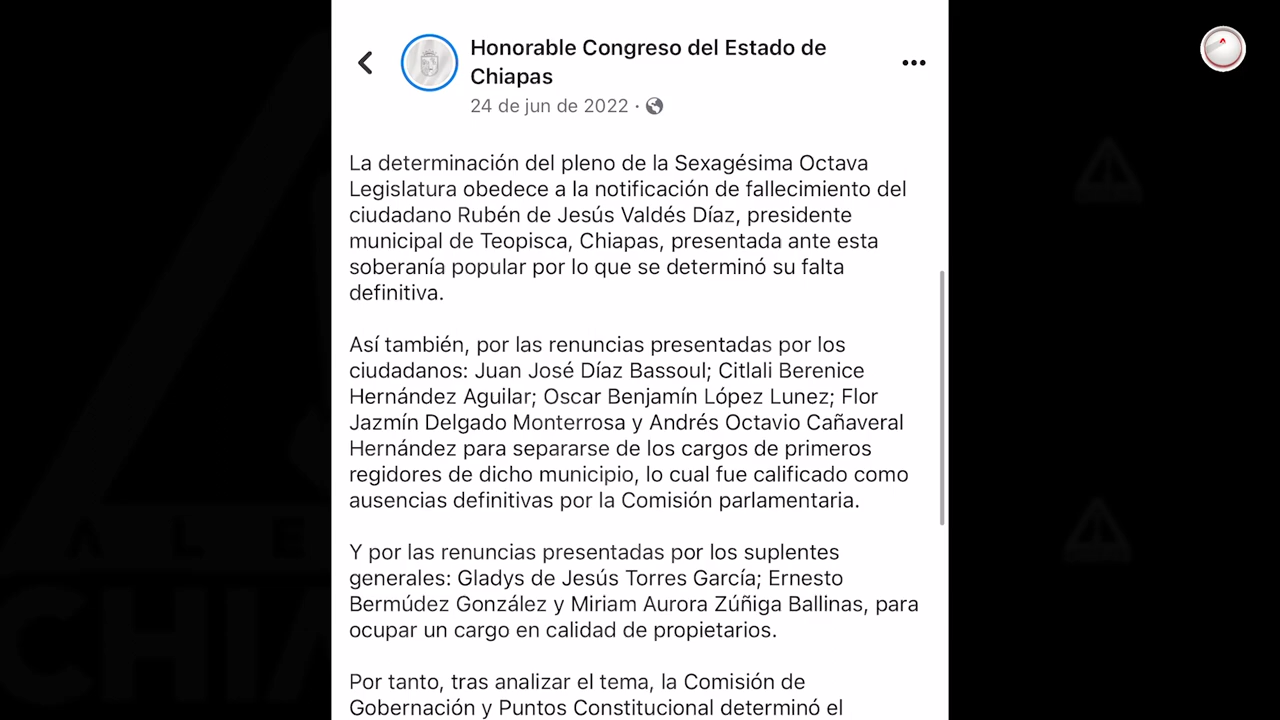 Honorable Congreso del Estado de
Chiapas
24 de jun de 2022 ·
La determinación del pleno de la Sexagésima Octava
Legislatura obedece a la notificación de fallecimiento del
ciudadano Rubén de Jesús Valdés Díaz, presidente
municipal de Teopisca, Chiapas, presentada ante esta
soberanía popular por lo que se determinó su falta
definitiva.
Así también, por las renuncias presentadas por los
ciudadanos: Juan José Díaz Bassoul; Citlali Berenice
Hernández Aguilar; Oscar Benjamín López Lunez; Flor
Jazmín Delgado Monterrosa y Andrés Octavio Cañaveral
Hernández para separarse de los cargos de primeros
regidores de dicho municipio, lo cual fue calificado como
ausencias definitivas por la Comisión parlamentaria.
Y por las renuncias presentadas por los suplentes
generales: Gladys de Jesús Torres García; Ernesto
Bermúdez González y Miriam Aurora Zúñiga Ballinas, para
ocupar un cargo en calidad de propietarios.
Por tanto, tras analizar el tema, la Comisión de
Gobernación y Puntos Constitucional determinó el
ALE
CHIA